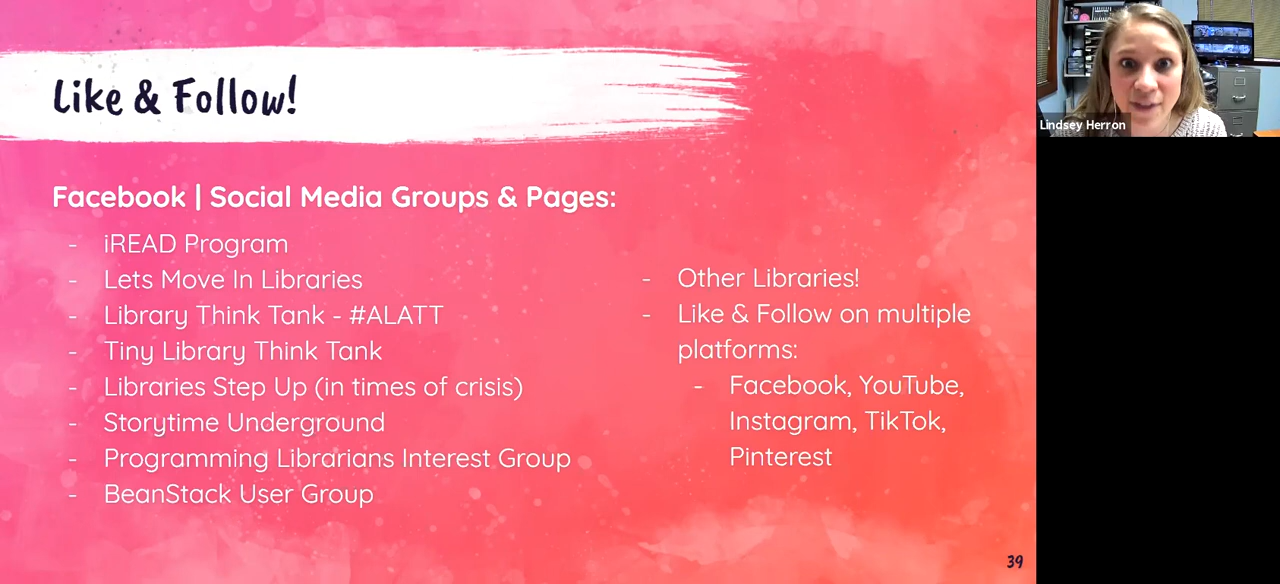 Like & Follow!
Facebook | Social Media Groups & Pages:
- iREAD Program
- Lets Move In Libraries
- Library Think Tank - #ALATT
- Tiny Library Think Tank
- Libraries Step Up (in times of crisis)
- Storytime Underground
- Programming Librarians Interest Group
- BeanStack User Group
- Other Libraries!
- Like & Follow on multiple
platforms:
- Facebook, YouTube,
Instagram, TikTok,
Pinterest
39
Lindsey Herron